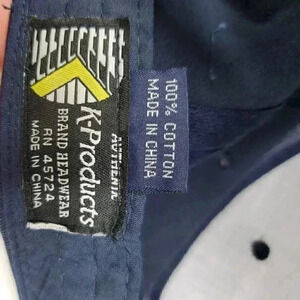 AUTHENTIC
K-Products
BRAND HEADWEAR
RN 45724
MADE IN CHINA
100% COTTON
MADE IN CHINA